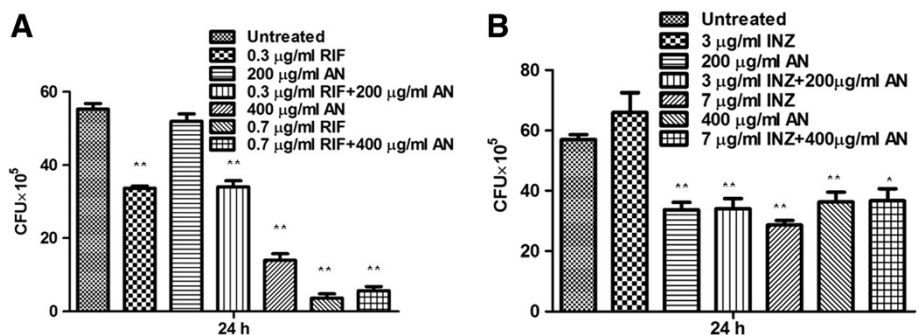 A
Untreated
0.3 μg/ml RIF
200 μg/ml AN
0.3 μg/ml RIF+200 μg/ml AN
400 μg/ml AN
0.7 μg/ml RIF
0.7 μg/ml RIF+400 μg/ml AN
CFU×10⁵
60
40
20
0
**
**
**
**
**
24 h
B
Untreated
3 μg/ml INZ
200 μg/ml AN
3 μg/ml INZ+200μg/ml AN
7 μg/ml INZ
400 μg/ml AN
7 μg/ml INZ+400μg/ml AN
CFU×10⁵
80
60
40
20
0
**
**
**
**
*
24 h